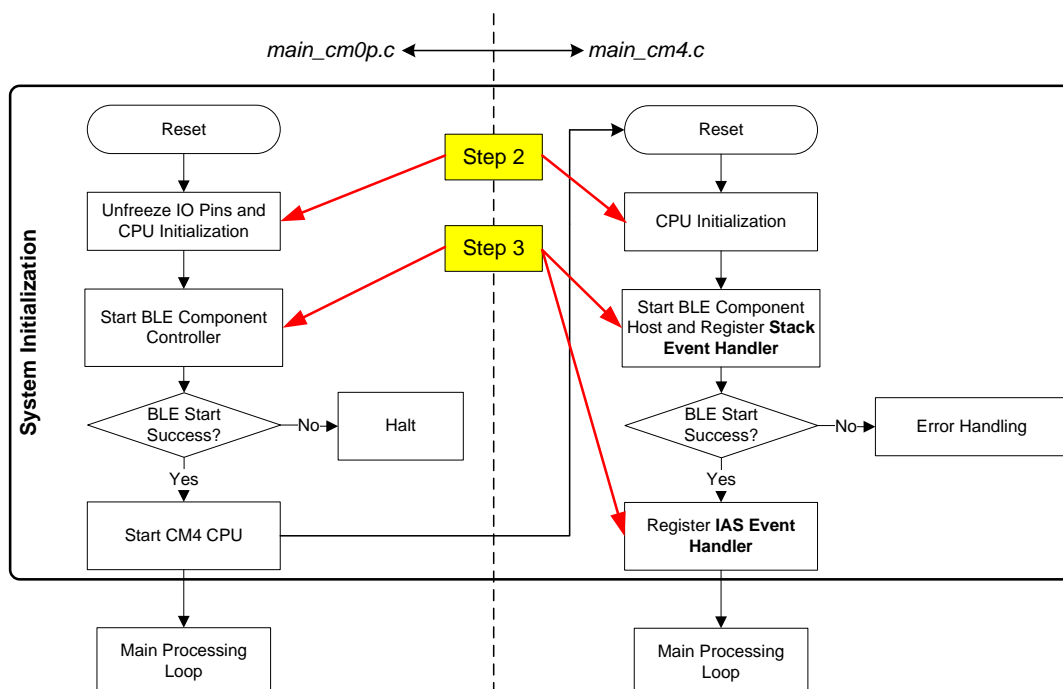 main_cm0p.c
main_cm4.c
System Initialization
Reset
Step 2
Reset
Unfreeze IO Pins and
CPU Initialization
CPU Initialization
Step 3
Start BLE Component
Controller
Start BLE Component
Host and Register Stack
Event Handler
BLE Start
Success?
No
Halt
BLE Start
Success?
No
Error Handling
Yes
Yes
Start CM4 CPU
Register IAS Event
Handler
Main Processing
Loop
Main Processing
Loop